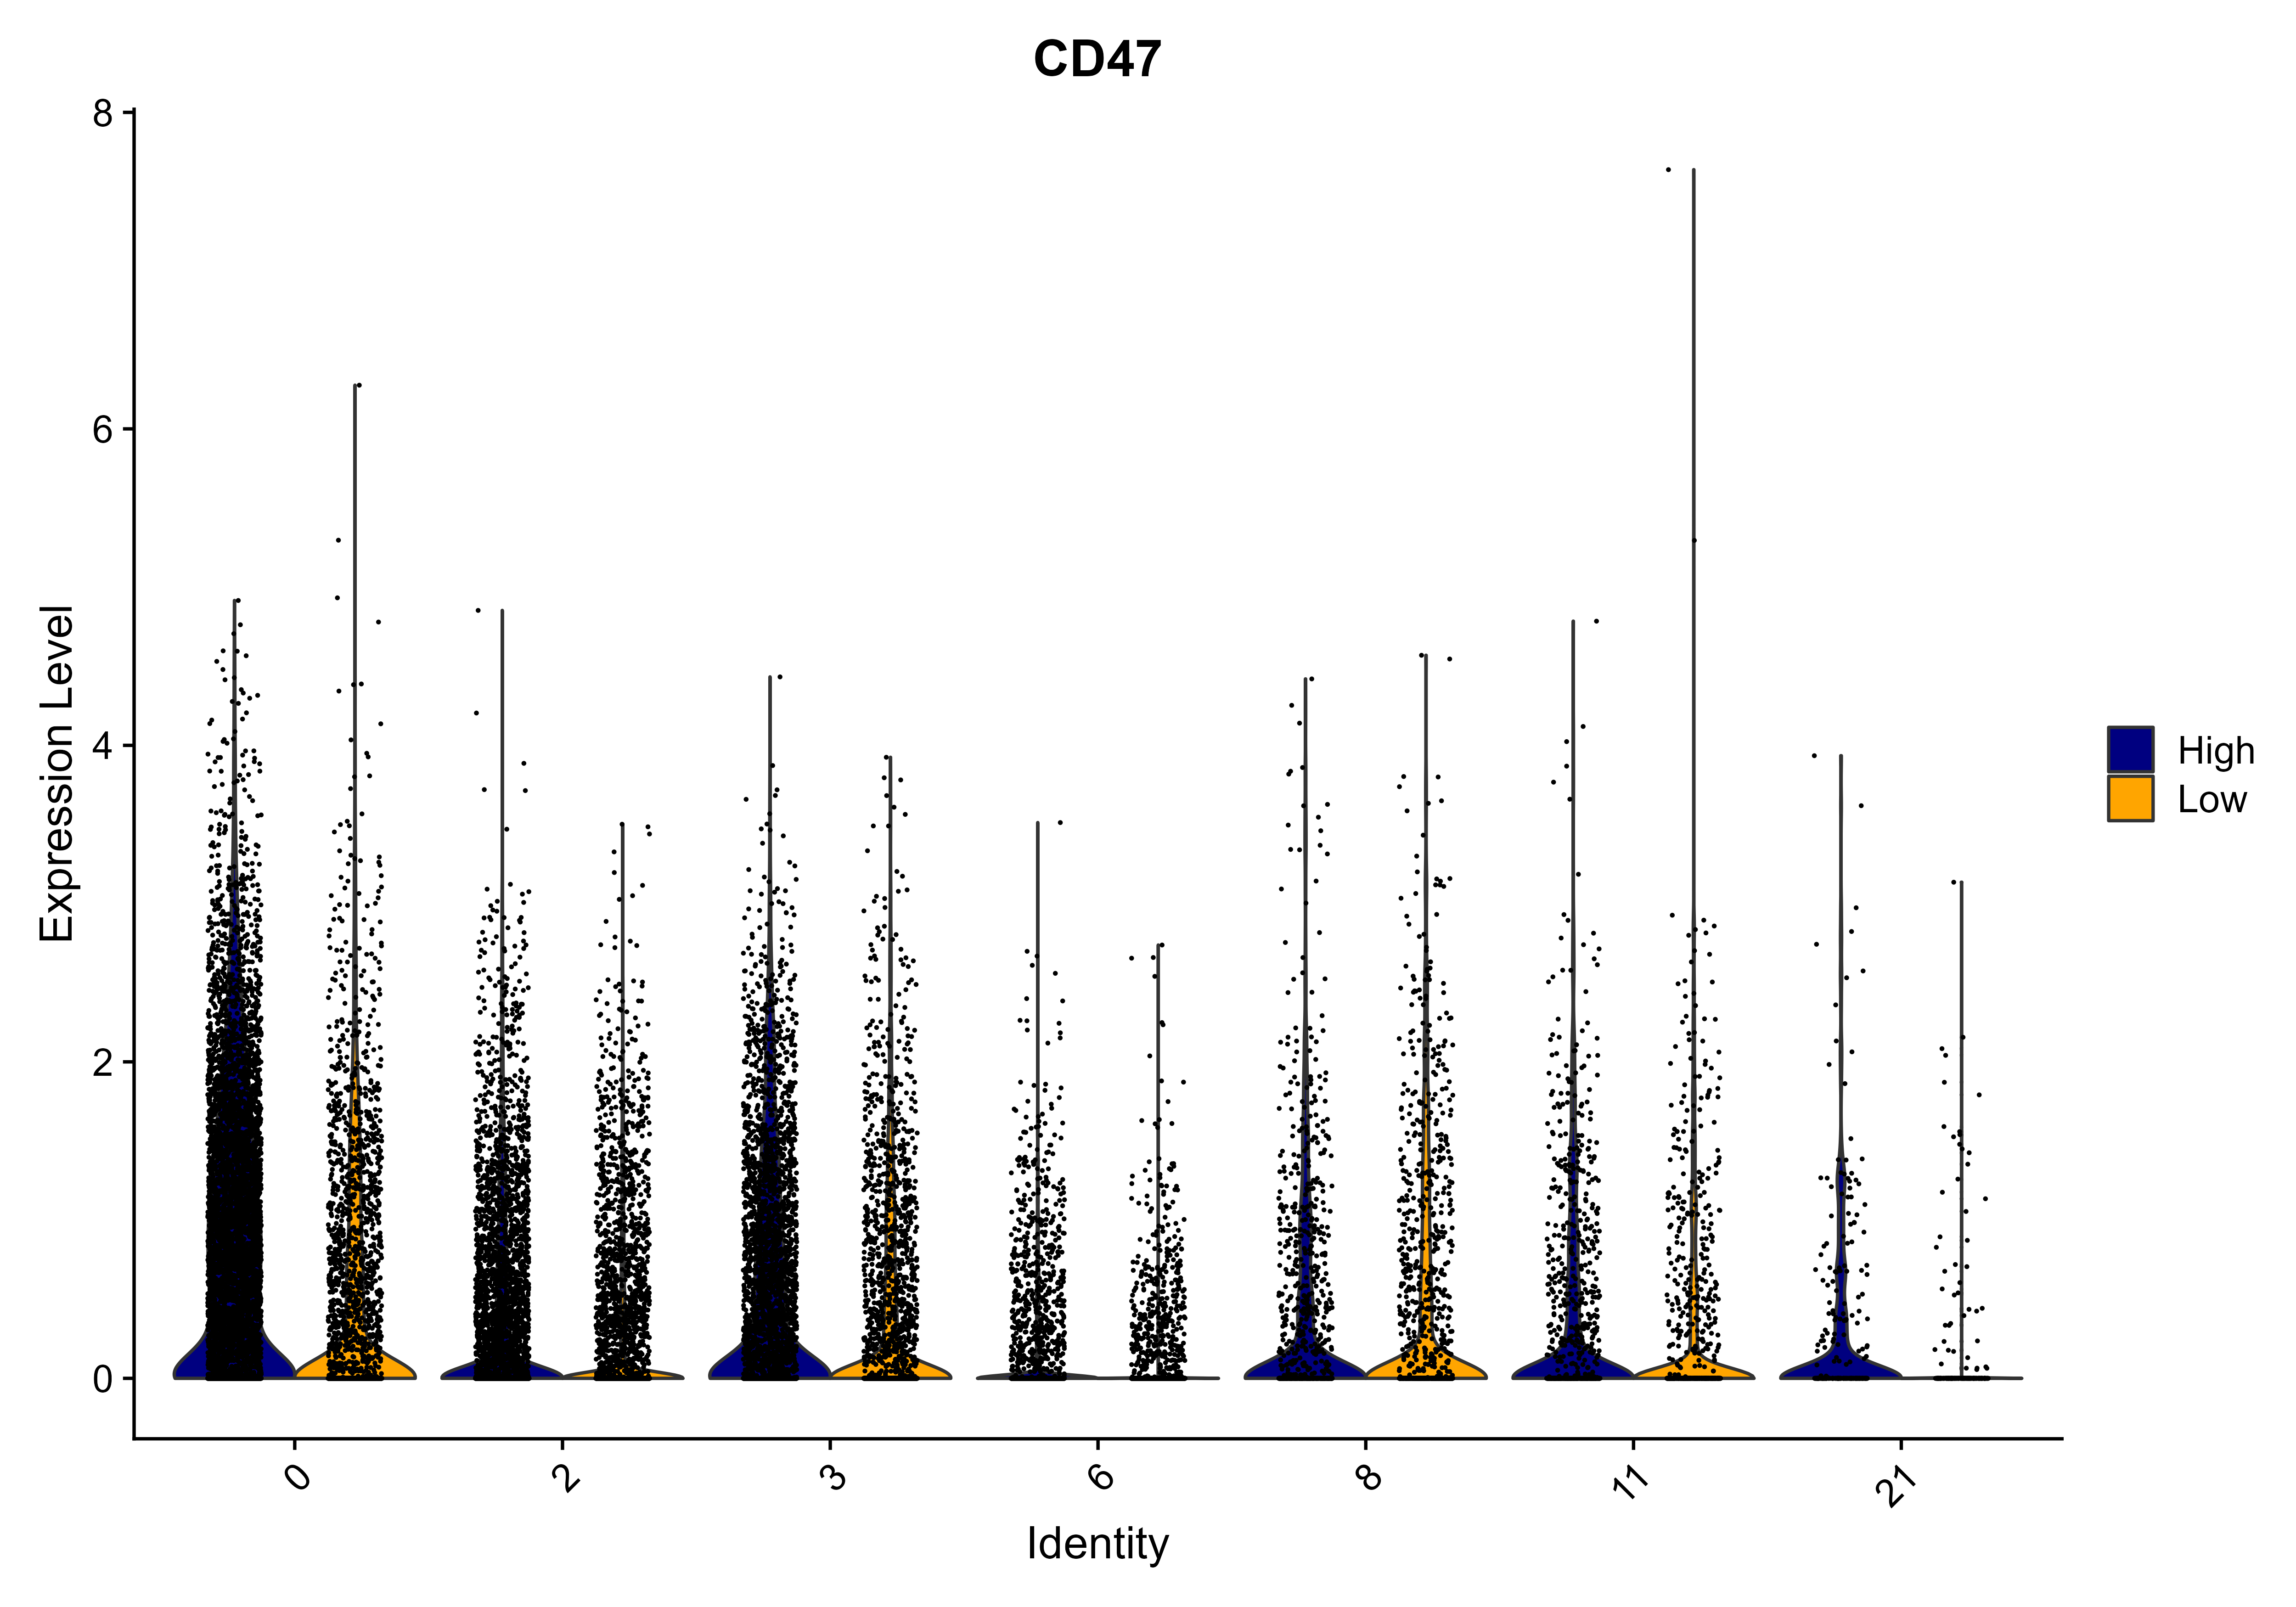 CD47
8
6
4
2
0
Expression Level
0 2 3 6 8 11 21
Identity
High
Low